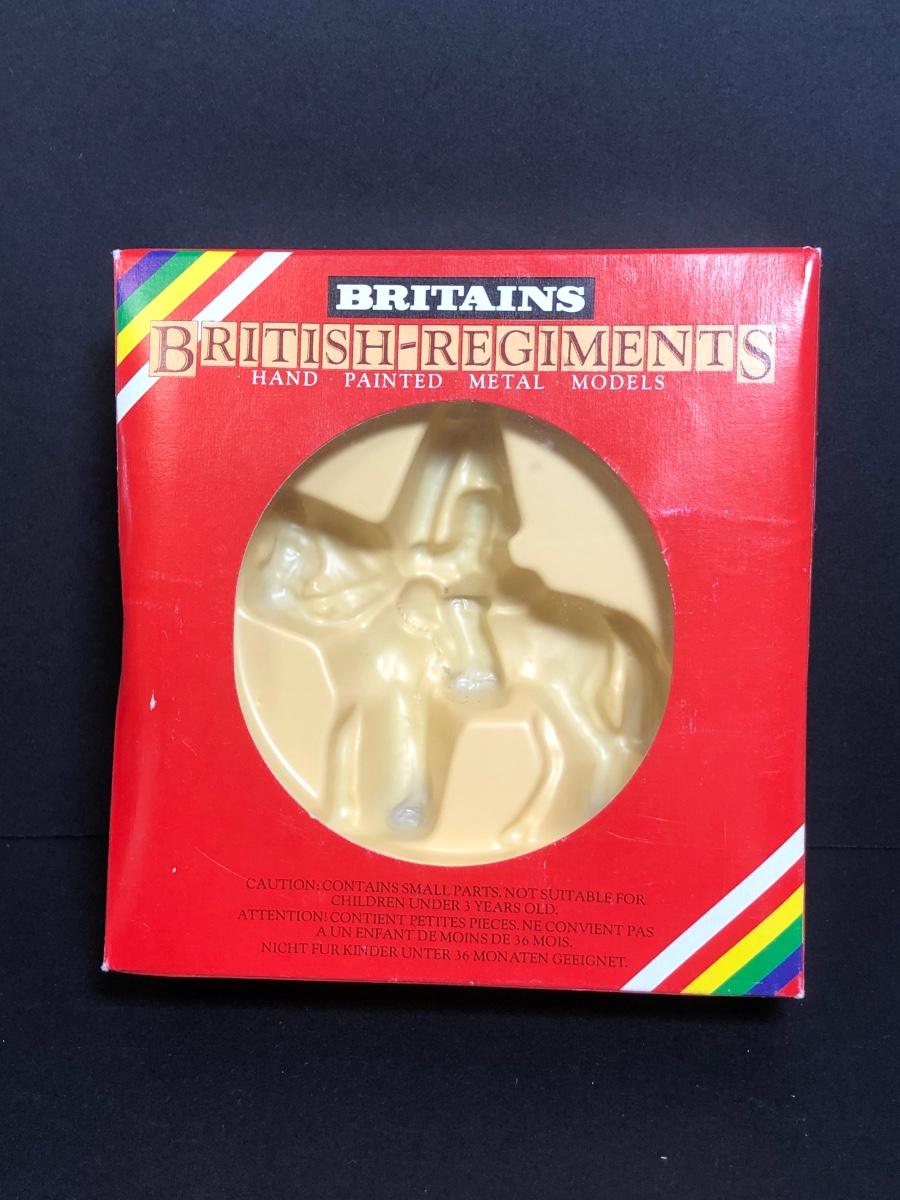 BRITAINS
BRITISH-REGIMENTS
HAND · PAINTED · METAL · MODELS
CAUTION: CONTAINS SMALL PARTS. NOT SUITABLE FOR
CHILDREN UNDER 3 YEARS OLD.
ATTENTION! CONTIENT PETITES PIECES. NE CONVIENT PAS
A UN ENFANT DE MOINS DE 36 MOIS.
NICHT FUR KINDER UNTER 36 MONATEN GEEIGNET.